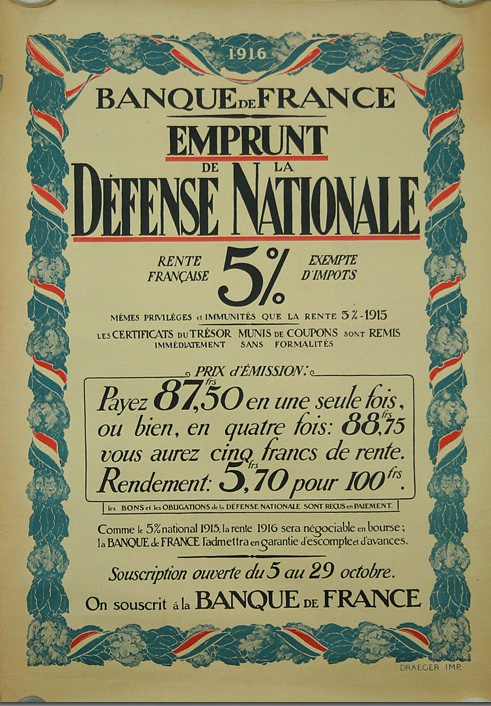 1916
BANQUE DE FRANCE
EMPRUNT
DE LA
DÉFENSE NATIONALE
RENTE FRANÇAISE 5% EXEMPTE D'IMPOTS
MÊMES PRIVILÈGES et IMMUNITÉS QUE LA RENTE 5%-1915
LES CERTIFICATS DU TRÉSOR MUNIS DE COUPONS SONT REMIS
IMMÉDIATEMENT SANS FORMALITÉS
PRIX d'ÉMISSION:
Payez 87,frs50 en une seule fois,
ou bien, en quatre fois: 88,frs75
vous aurez cinq francs de rente.
Rendement: 5,frs70 pour 100frs.
les BONS et les OBLIGATIONS de la DÉFENSE NATIONALE SONT REÇUS en PAIEMENT.
Comme le 5% national 1915, la rente 1916 sera négociable en bourse;
la BANQUE de FRANCE l'admettra en garantie d'escompte et d'avances.
Souscription ouverte du 5 au 29 octobre.
On souscrit à la BANQUE DE FRANCE
DRAEGER IMP.